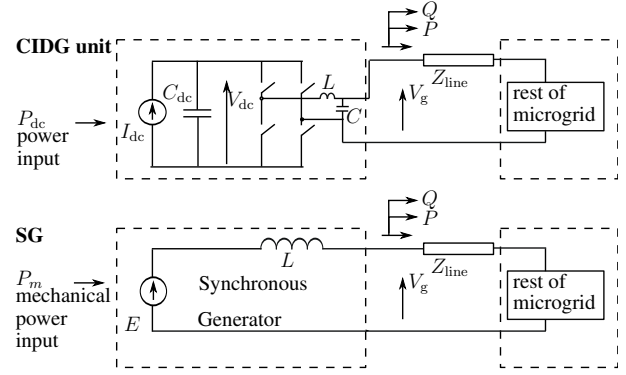 CIDG unit
Q
P
L
Z_line
C_dc
V_dc
V_g
C
I_dc
P_dc
power
input
rest of
microgrid
SG
Q
P
L
Z_line
P_m
mechanical
power
input
E
Synchronous
Generator
V_g
rest of
microgrid